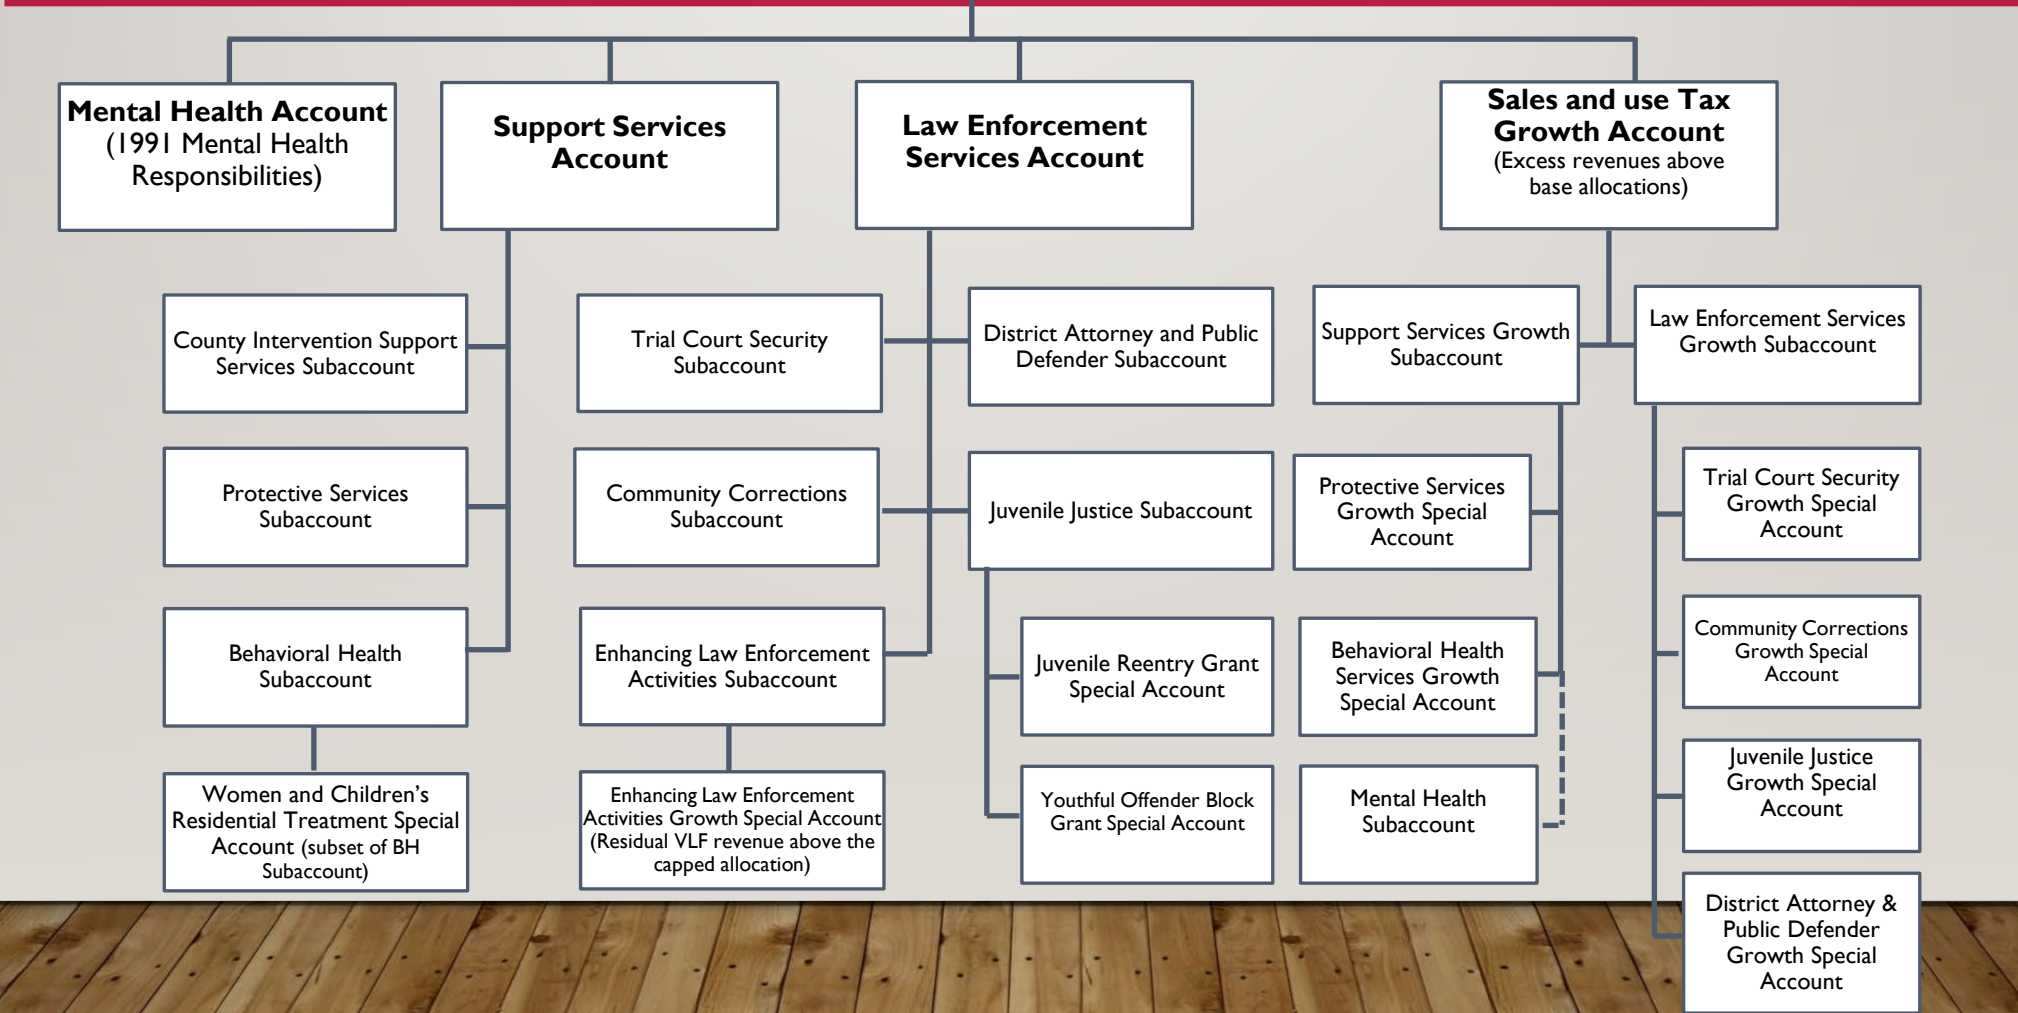 Mental Health Account
(1991 Mental Health
Responsibilities)
Support Services
Account
Law Enforcement
Services Account
Sales and use Tax
Growth Account
(Excess revenues above
base allocations)
County Intervention Support
Services Subaccount
Protective Services
Subaccount
Behavioral Health
Subaccount
Women and Children’s
Residential Treatment Special
Account (subset of BH
Subaccount)
Trial Court Security
Subaccount
Community Corrections
Subaccount
Enhancing Law Enforcement
Activities Subaccount
Enhancing Law Enforcement
Activities Growth Special Account
(Residual VLF revenue above the
capped allocation)
District Attorney and Public
Defender Subaccount
Juvenile Justice Subaccount
Juvenile Reentry Grant
Special Account
Youthful Offender Block
Grant Special Account
Support Services Growth
Subaccount
Protective Services
Growth Special
Account
Behavioral Health
Services Growth
Special Account
Mental Health
Subaccount
Law Enforcement Services
Growth Subaccount
Trial Court Security
Growth Special
Account
Community Corrections
Growth Special
Account
Juvenile Justice
Growth Special
Account
District Attorney &
Public Defender
Growth Special
Account